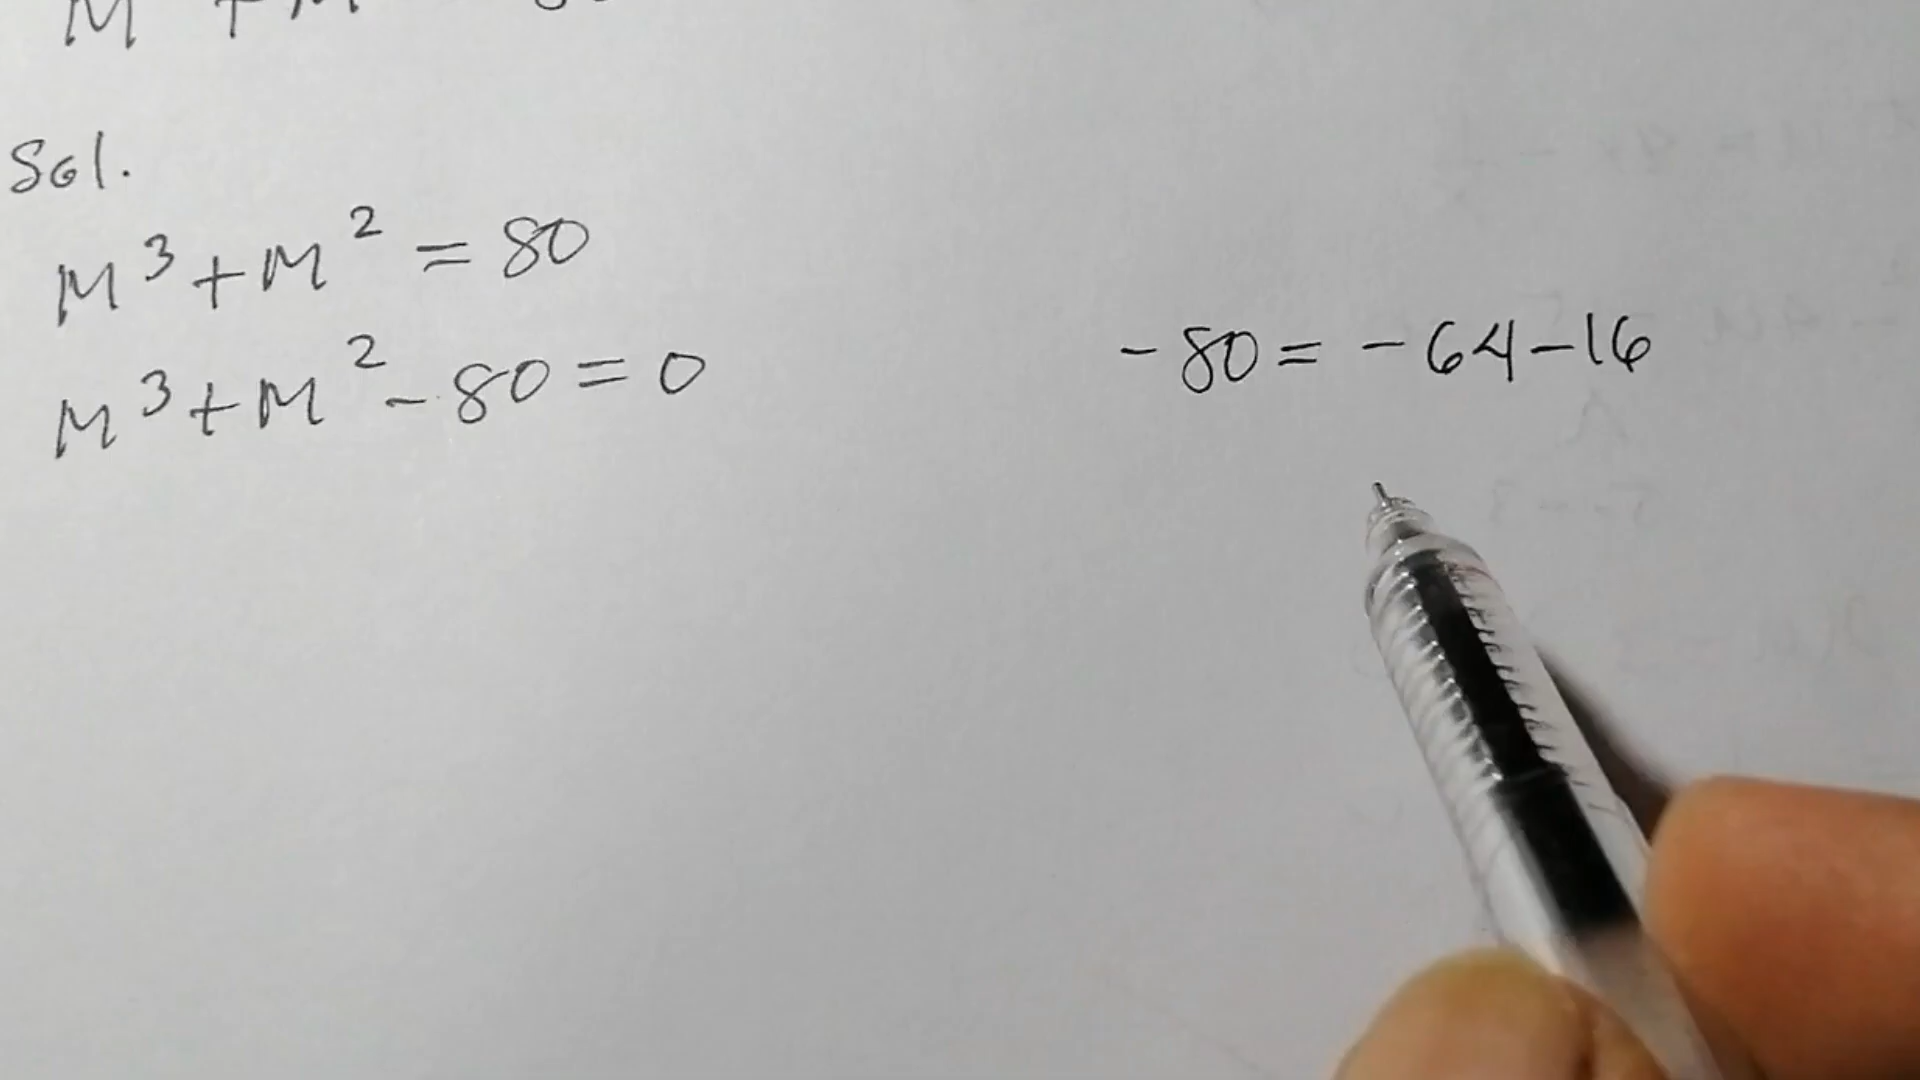 Sol.
M³ + M² = 80
M³ + M² - 80 = 0
- 80 = - 64 - 16